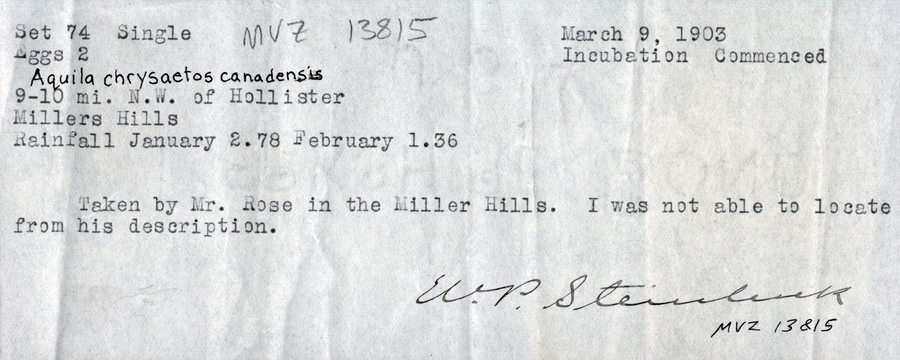 Set 74 Single MVZ 13815 March 9, 1903
Eggs 2 Incubation Commenced
Aquila chrysaetos canadensis
9-10 mi. N.W. of Hollister
Millers Hills
Rainfall January 2.78 February 1.36
Taken by Mr. Rose in the Miller Hills. I was not able to locate
from his description.
W. P. Steinbeck
MVZ 13815